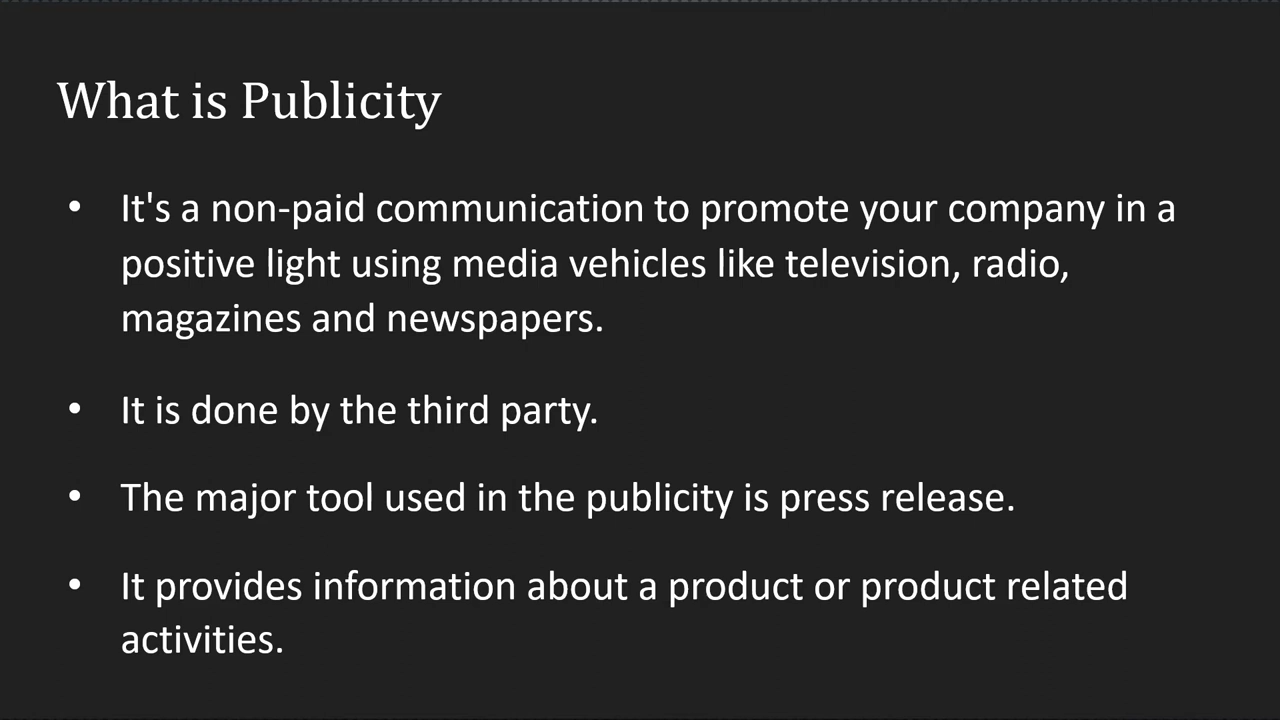 What is Publicity
• It's a non-paid communication to promote your company in a
positive light using media vehicles like television, radio,
magazines and newspapers.
• It is done by the third party.
• The major tool used in the publicity is press release.
• It provides information about a product or product related
activities.